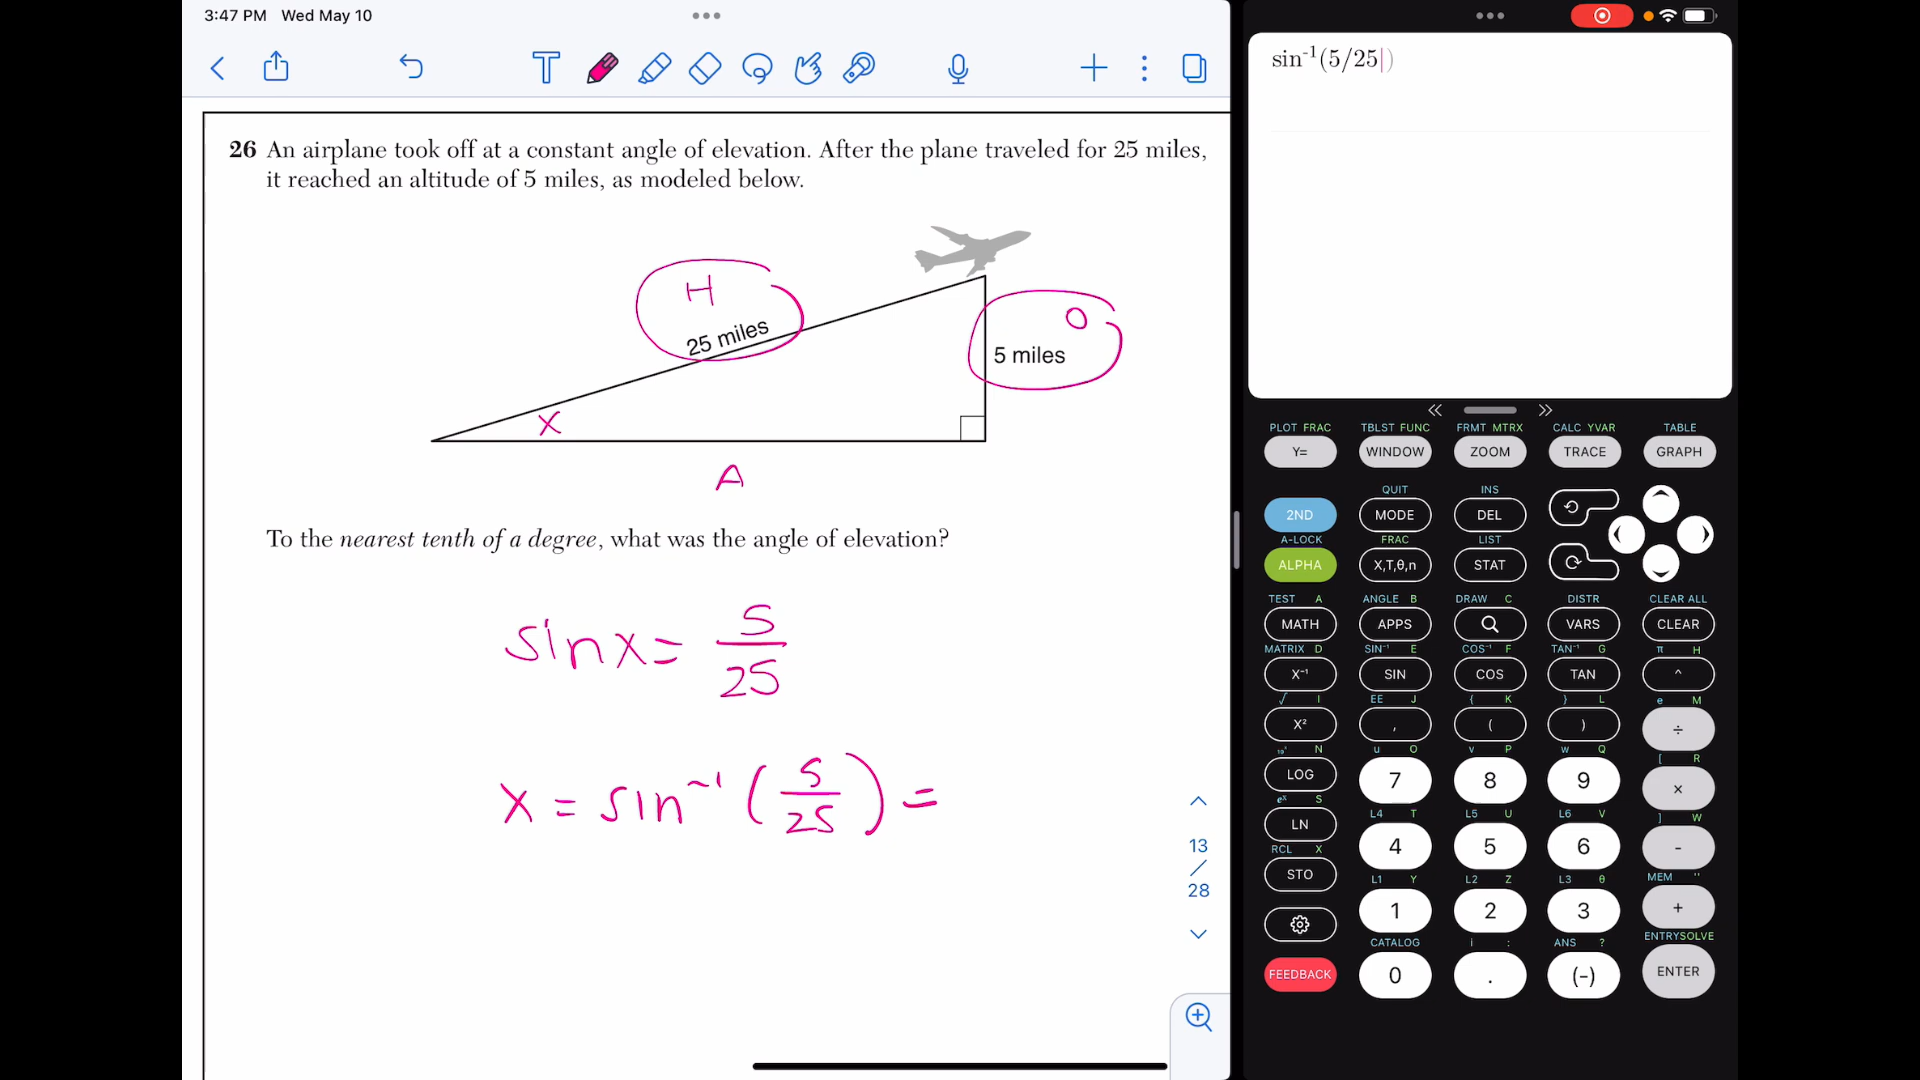 3:47 PM Wed May 10
26 An airplane took off at a constant angle of elevation. After the plane traveled for 25 miles,
it reached an altitude of 5 miles, as modeled below.
H
25 miles
O
5 miles
X
A
To the nearest tenth of a degree, what was the angle of elevation?
sin x = 5/25
x = sin⁻¹ (5/25) =
13
/
28
sin⁻¹(5/25)
PLOT FRAC TBLST FUNC FRMT MTRX CALC YVAR TABLE
Y= WINDOW ZOOM TRACE GRAPH
QUIT INS
2ND MODE DEL
A-LOCK FRAC LIST
ALPHA X,T,θ,n STAT
TEST A ANGLE B DRAW C DISTR CLEAR ALL
MATH APPS VARS CLEAR
MATRIX D SIN⁻¹ E COS⁻¹ F TAN⁻¹ G π H
X⁻¹ SIN COS TAN ^
√ I EE J { K } L e M
X² , ( ) ÷
10ˣ N u O v P w Q [ R
LOG 7 8 9 ×
eˣ S L4 T L5 U L6 V ] W
LN 4 5 6 -
RCL X L1 Y L2 Z L3 θ MEM "
STO 1 2 3 +
CATALOG i : ANS ? ENTRY SOLVE
FEEDBACK 0 . (-) ENTER